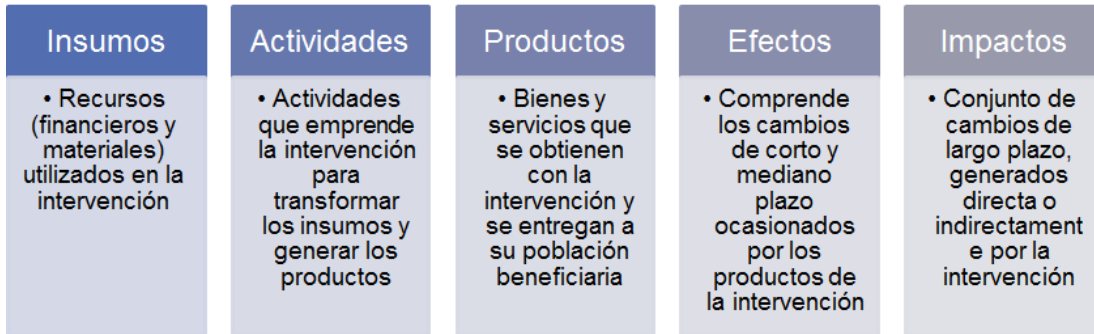 Insumos
• Recursos
(financieros y
materiales)
utilizados en la
intervención
Actividades
• Actividades
que emprende
la intervención
para
transformar
los insumos y
generar los
productos
Productos
• Bienes y
servicios que
se obtienen
con la
intervención y
se entregan a
su población
beneficiaria
Efectos
• Comprende
los cambios
de corto y
mediano
plazo
ocasionados
por los
productos de
la intervención
Impactos
• Conjunto de
cambios de
largo plazo,
generados
directa o
indirectament
e por la
intervención